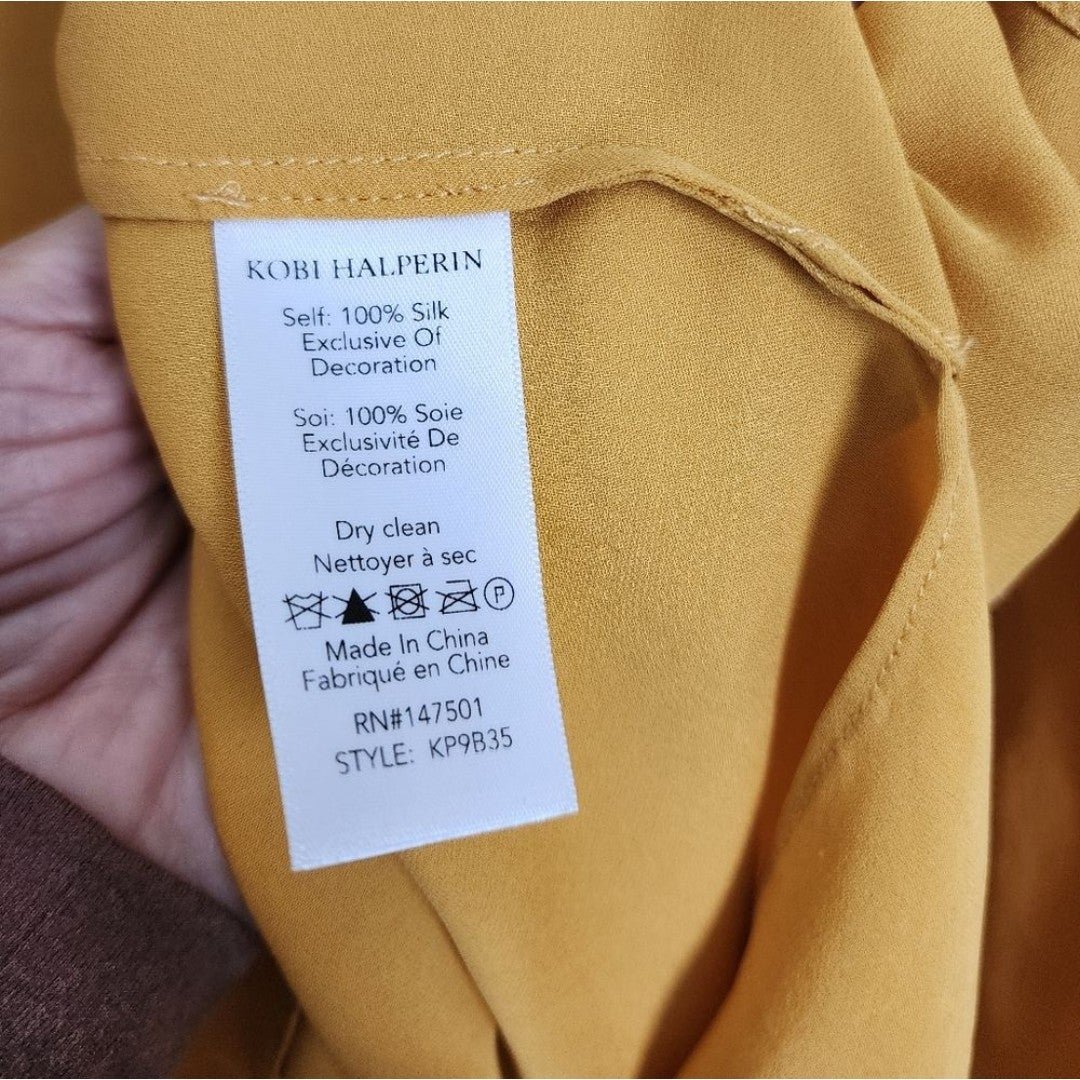 KOBI HALPERIN
Self: 100% Silk
Exclusive Of
Decoration
Soi: 100% Soie
Exclusivité De
Décoration
Dry clean
Nettoyer à sec
P
Made In China
Fabriqué en Chine
RN#147501
STYLE: KP9B35